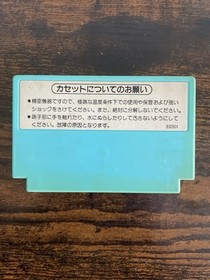 カセットについてのお願い
●精密機器ですので、極端な温度条件下での使用や保管および強い
ショックをさけてください。また、絶対に分解しないでください。
●端子部に手を触れたり、水にぬらしたりして汚さないようにして
ください。故障の原因となります。